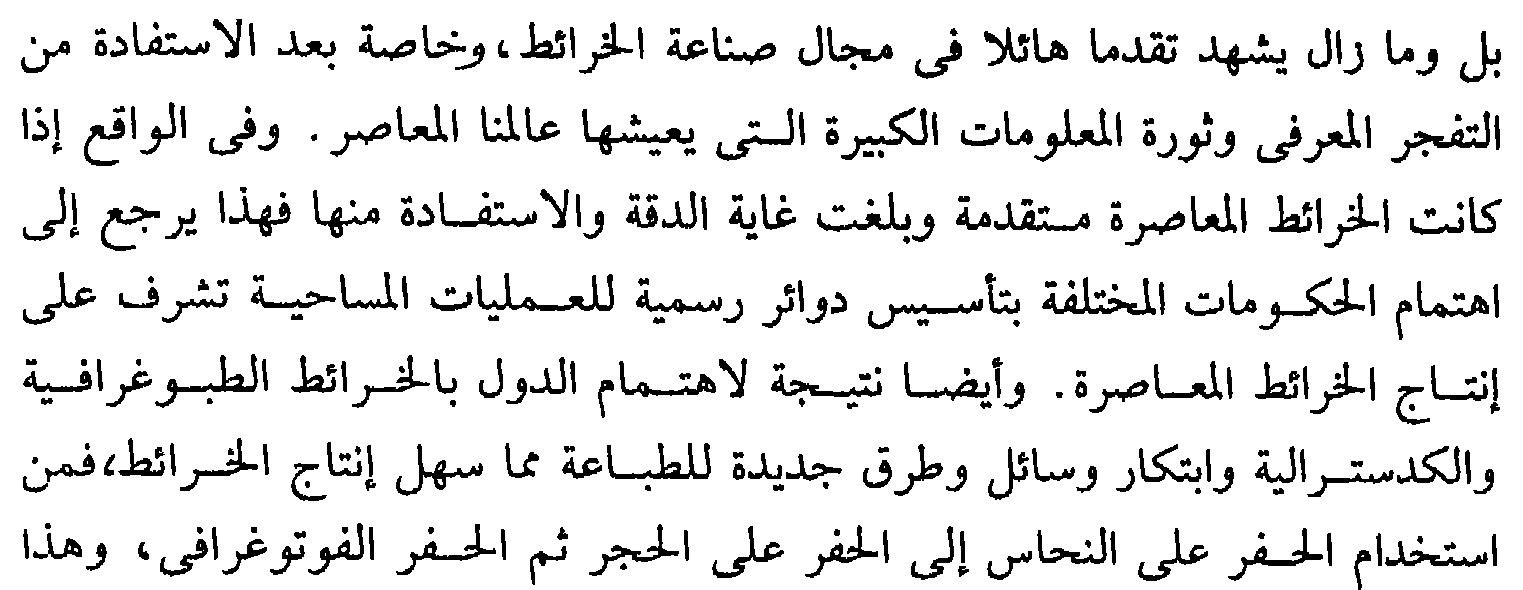 بل وما زال يشهد تقدما هائلا فى مجال صناعة الخرائط، وخاصة بعد الاستفادة من
التفجر المعرفى وثورة المعلومات الكبيرة التى يعيشها عالمنا المعاصر. وفى الواقع إذا
كانت الخرائط المعاصرة متقدمة وبلغت غاية الدقة والاستفادة منها فهذا يرجع إلى
اهتمام الحكومات المختلفة بتأسيس دوائر رسمية للعمليات المساحية تشرف على
إنتاج الخرائط المعاصرة. وأيضا نتيجة لاهتمام الدول بالخرائط الطبوغرافية
والكدسترالية وابتكار وسائل وطرق جديدة للطباعة مما سهل إنتاج الخرائط، فمن
استخدام الحفر على النحاس إلى الحفر على الحجر ثم الحفر الفوتوغرافى، وهذا